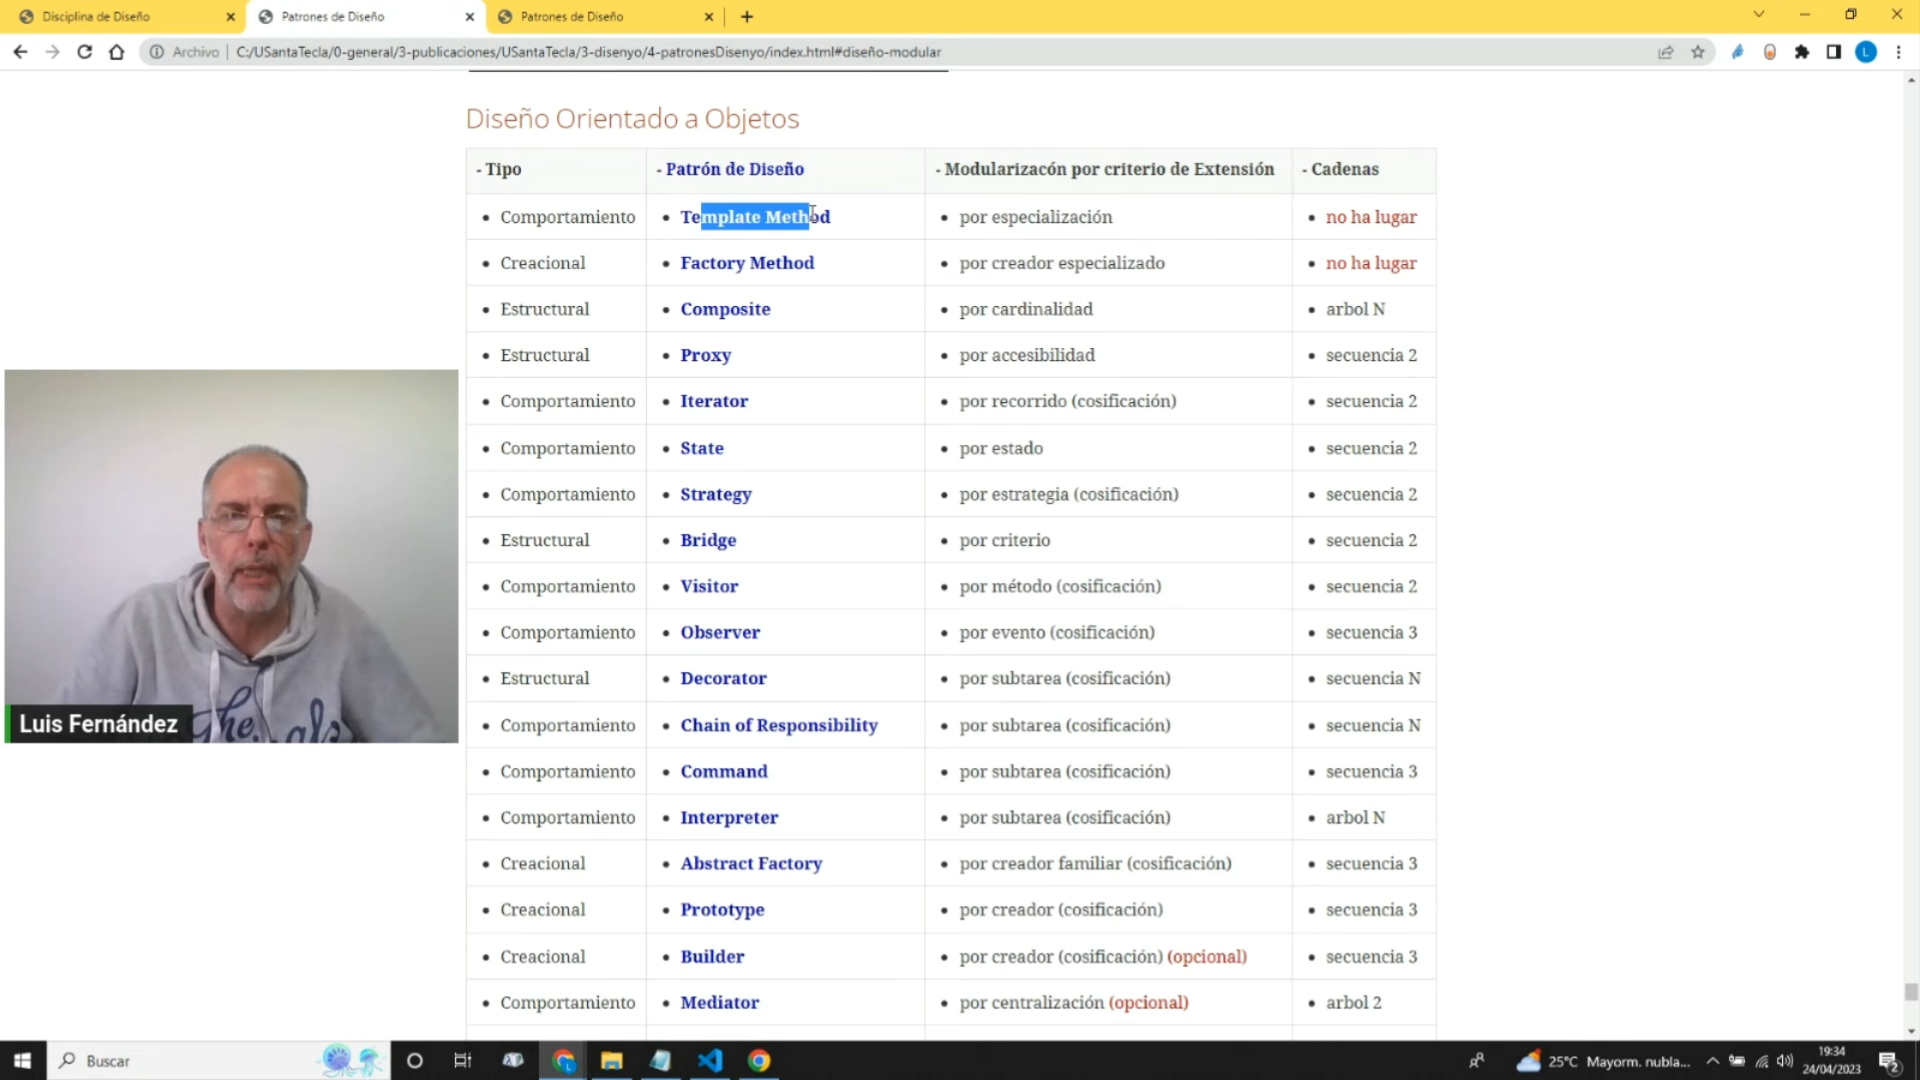 Disciplina de Diseño
Patrones de Diseño
Patrones de Diseño
Archivo | C:/USantaTecla/0-general/3-publicaciones/USantaTecla/3-disenyo/4-patronesDisenyo/index.html#diseño-modular
L
Diseño Orientado a Objetos
- Tipo - Patrón de Diseño - Modularizacón por criterio de Extensión - Cadenas
• Comportamiento • Template Method • por especialización • no ha lugar
• Creacional • Factory Method • por creador especializado • no ha lugar
• Estructural • Composite • por cardinalidad • arbol N
• Estructural • Proxy • por accesibilidad • secuencia 2
• Comportamiento • Iterator • por recorrido (cosificación) • secuencia 2
• Comportamiento • State • por estado • secuencia 2
• Comportamiento • Strategy • por estrategia (cosificación) • secuencia 2
• Estructural • Bridge • por criterio • secuencia 2
• Comportamiento • Visitor • por método (cosificación) • secuencia 2
• Comportamiento • Observer • por evento (cosificación) • secuencia 3
• Estructural • Decorator • por subtarea (cosificación) • secuencia N
• Comportamiento • Chain of Responsibility • por subtarea (cosificación) • secuencia N
• Comportamiento • Command • por subtarea (cosificación) • secuencia 3
• Comportamiento • Interpreter • por subtarea (cosificación) • arbol N
• Creacional • Abstract Factory • por creador familiar (cosificación) • secuencia 3
• Creacional • Prototype • por creador (cosificación) • secuencia 3
• Creacional • Builder • por creador (cosificación) (opcional) • secuencia 3
• Comportamiento • Mediator • por centralización (opcional) • arbol 2
Luis Fernández
Buscar
25°C Mayorm. nubla...
19:34
24/04/2023
2